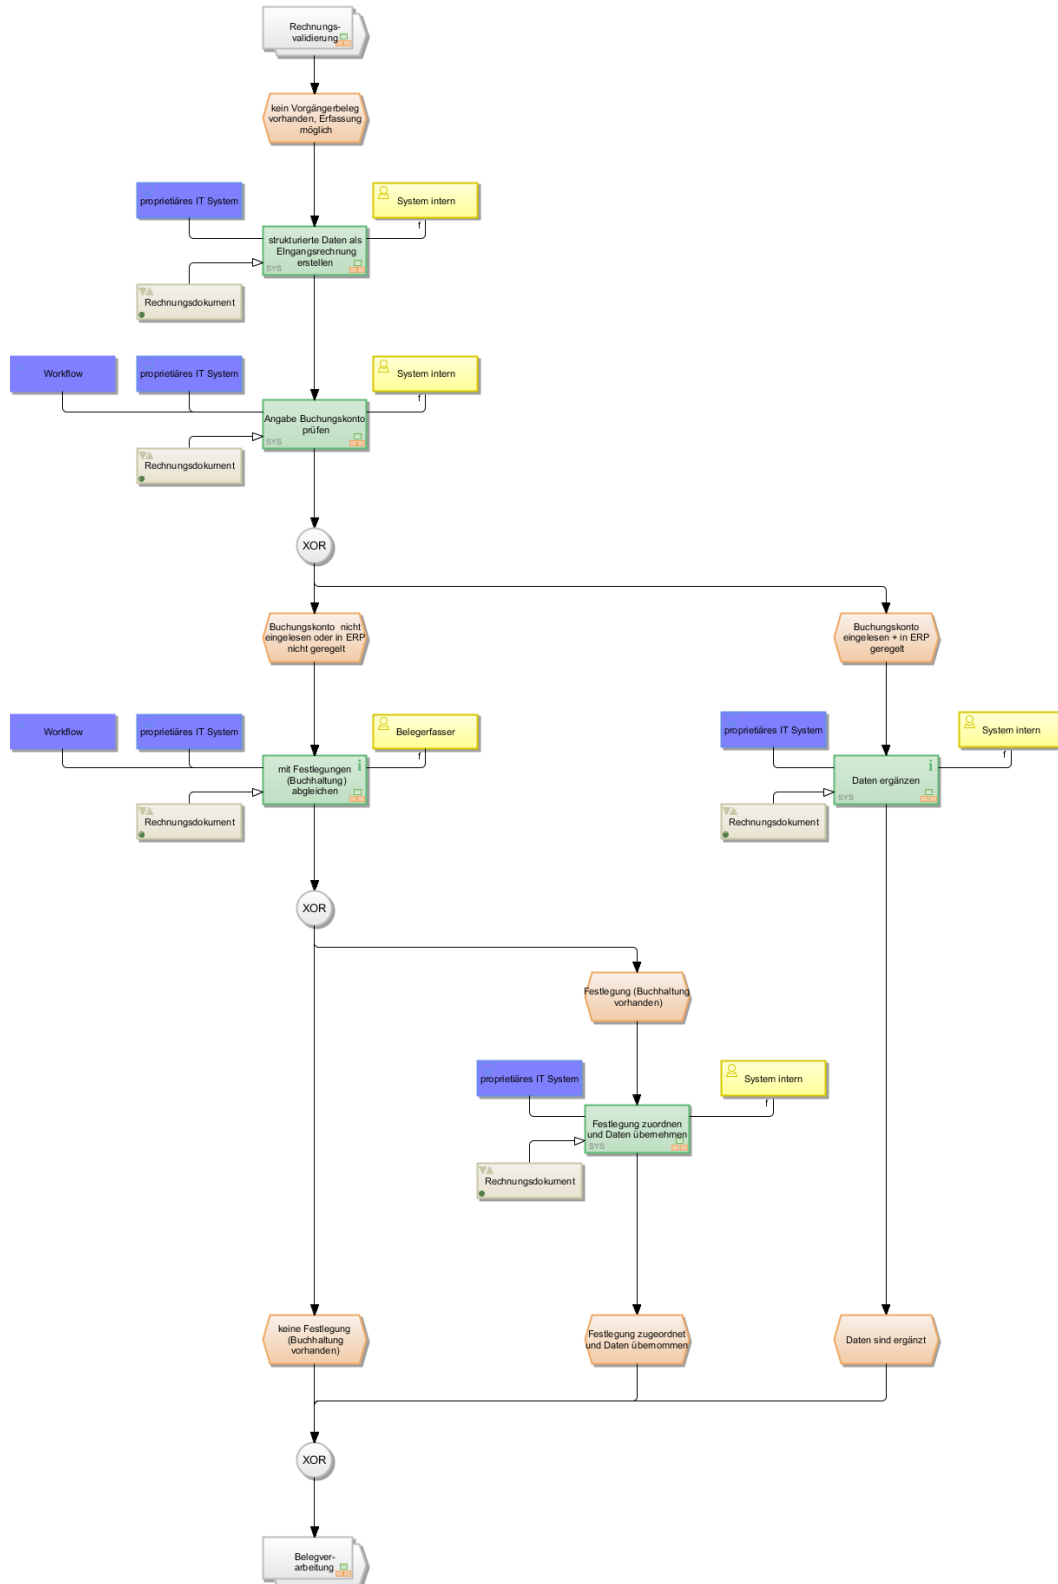 Rechnungs-
validierung
kein Vorgängerbeleg
vorhanden, Erfassung
möglich
proprietiäres IT System
System intern
f
strukturierte Daten als
EIngangsrechnung
erstellen
SYS
Rechnungsdokument
Workflow
proprietiäres IT System
System intern
f
Angabe Buchungskonto
prüfen
SYS
Rechnungsdokument
XOR
Buchungskonto nicht
eingelesen oder in ERP
nicht geregelt
Buchungskonto
eingelesen + in ERP
geregelt
Workflow
proprietiäres IT System
Belegerfasser
f
mit Festlegungen
(Buchhaltung)
abgleichen
Rechnungsdokument
proprietiäres IT System
System intern
f
Daten ergänzen
SYS
Rechnungsdokument
XOR
Festlegung (Buchhaltung
vorhanden)
proprietiäres IT System
System intern
f
Festlegung zuordnen
und Daten übernehmen
SYS
Rechnungsdokument
keine Festlegung
(Buchhaltung
vorhanden)
Festlegung zugeordnet
und Daten übernommen
Daten sind ergänzt
XOR
Belegver-
arbeitung